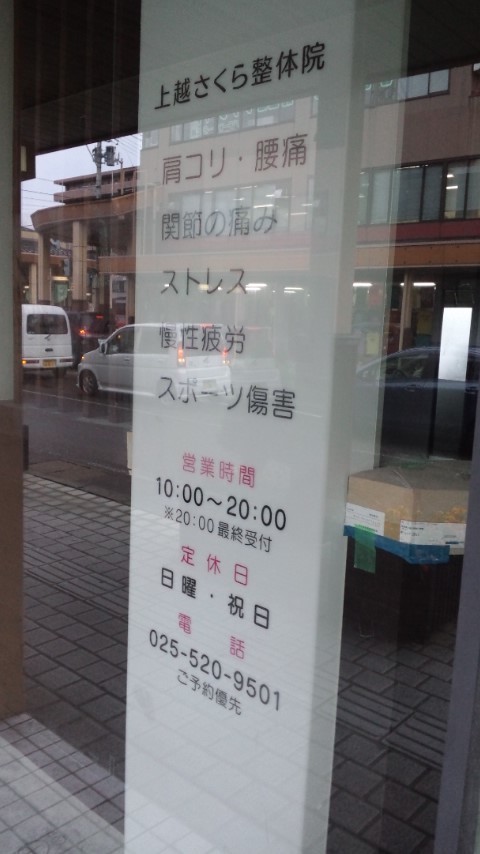 上越さくら整体院
肩コリ・腰痛
関節の痛み
ストレス
慢性疲労
スポーツ傷害
営業時間
10:00～20:00
※20:00 最終受付
定休日
日曜・祝日
電話
025-520-9501
ご予約優先